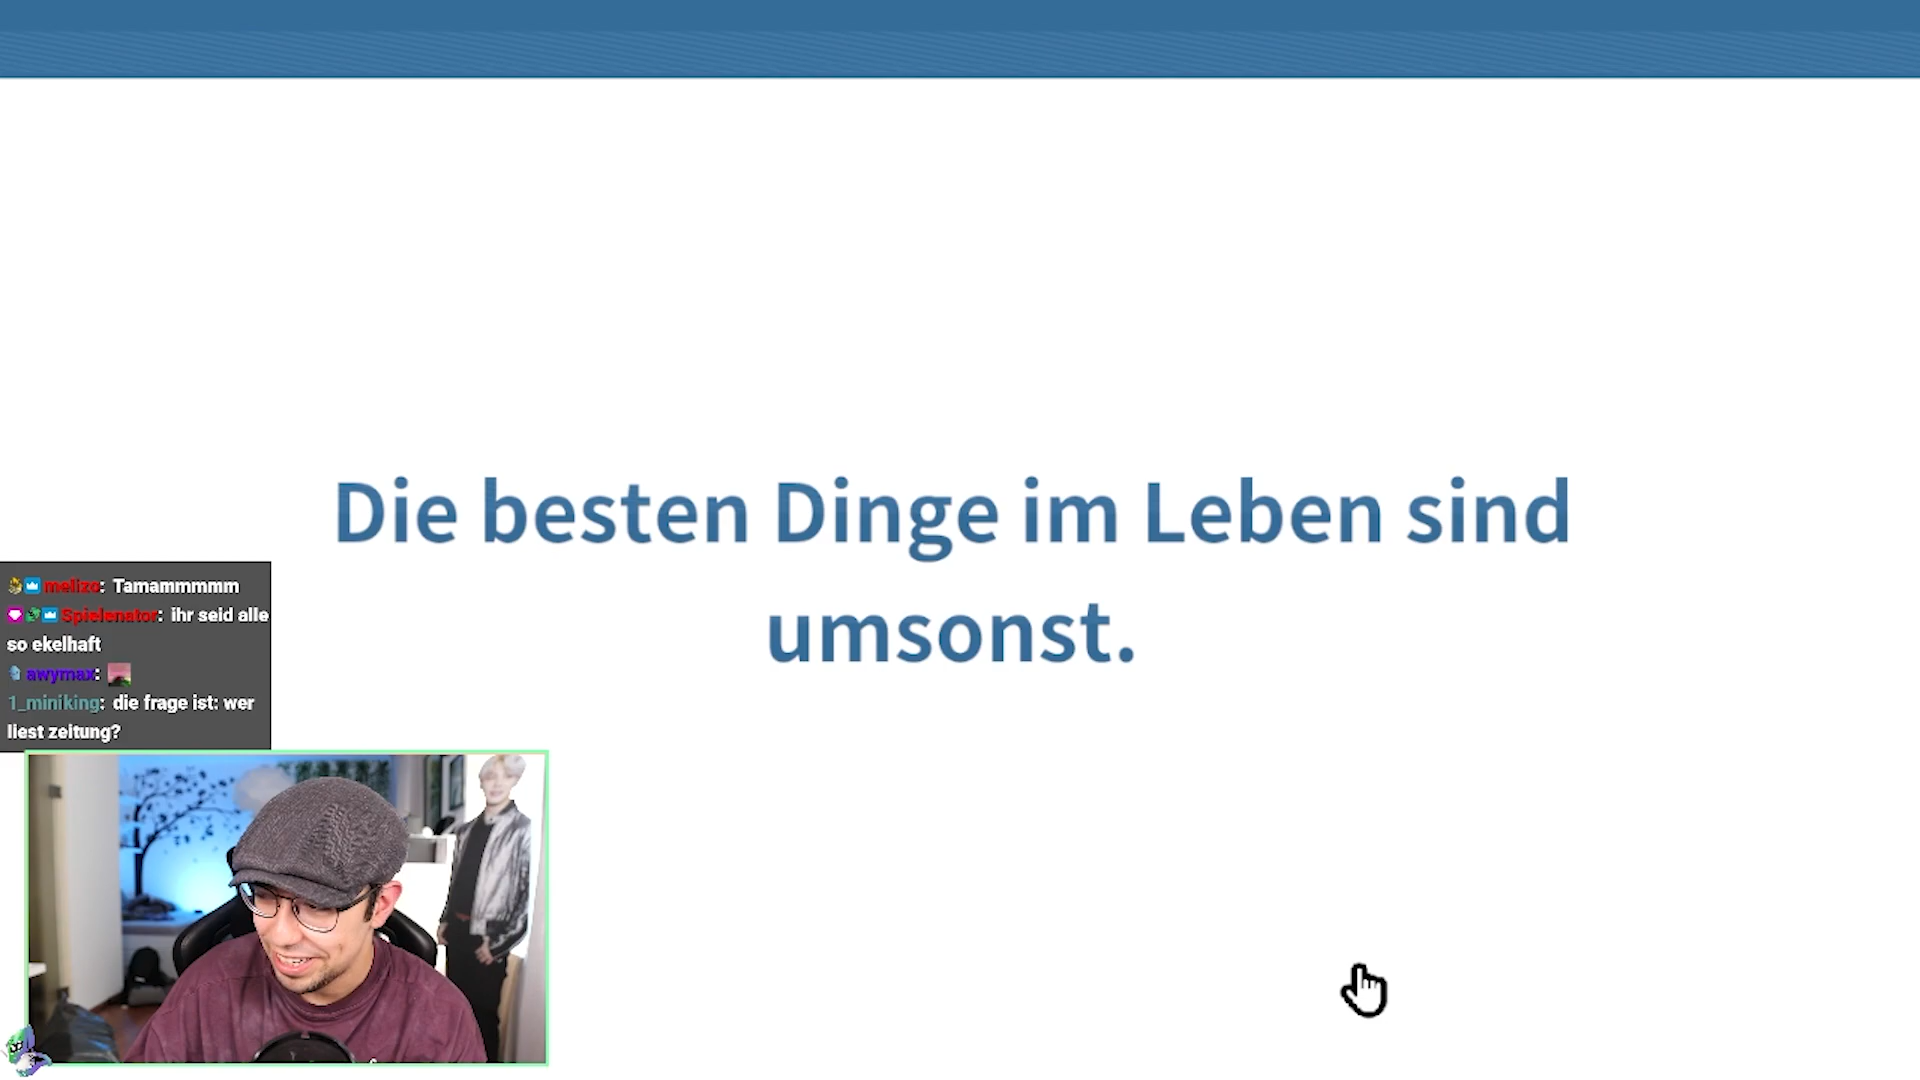 Die besten Dinge im Leben sind
umsonst.
melizo: Tamammmmm
Spielenator: ihr seid alle
so ekelhaft
awymax:
1_miniking: die frage ist: wer
liest zeitung?